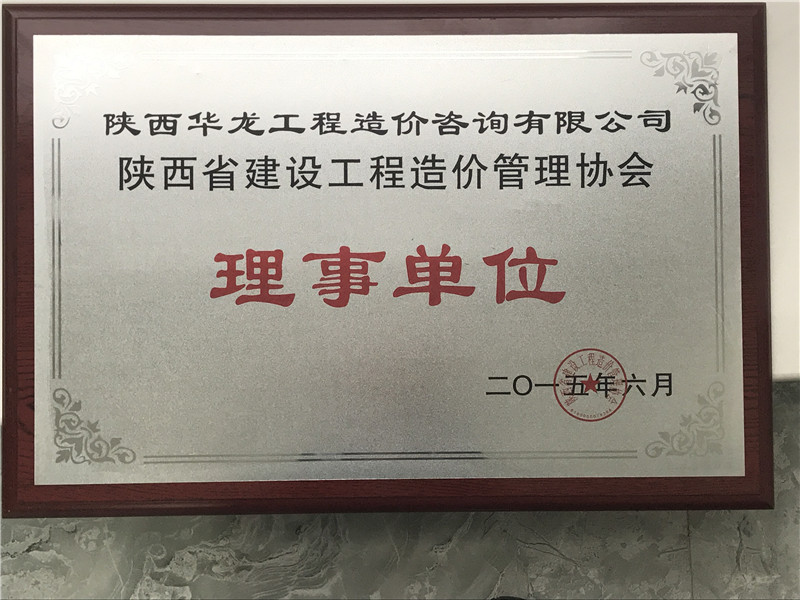 陕西华龙工程造价咨询有限公司
陕西省建设工程造价管理协会
理事单位
二〇一五年六月